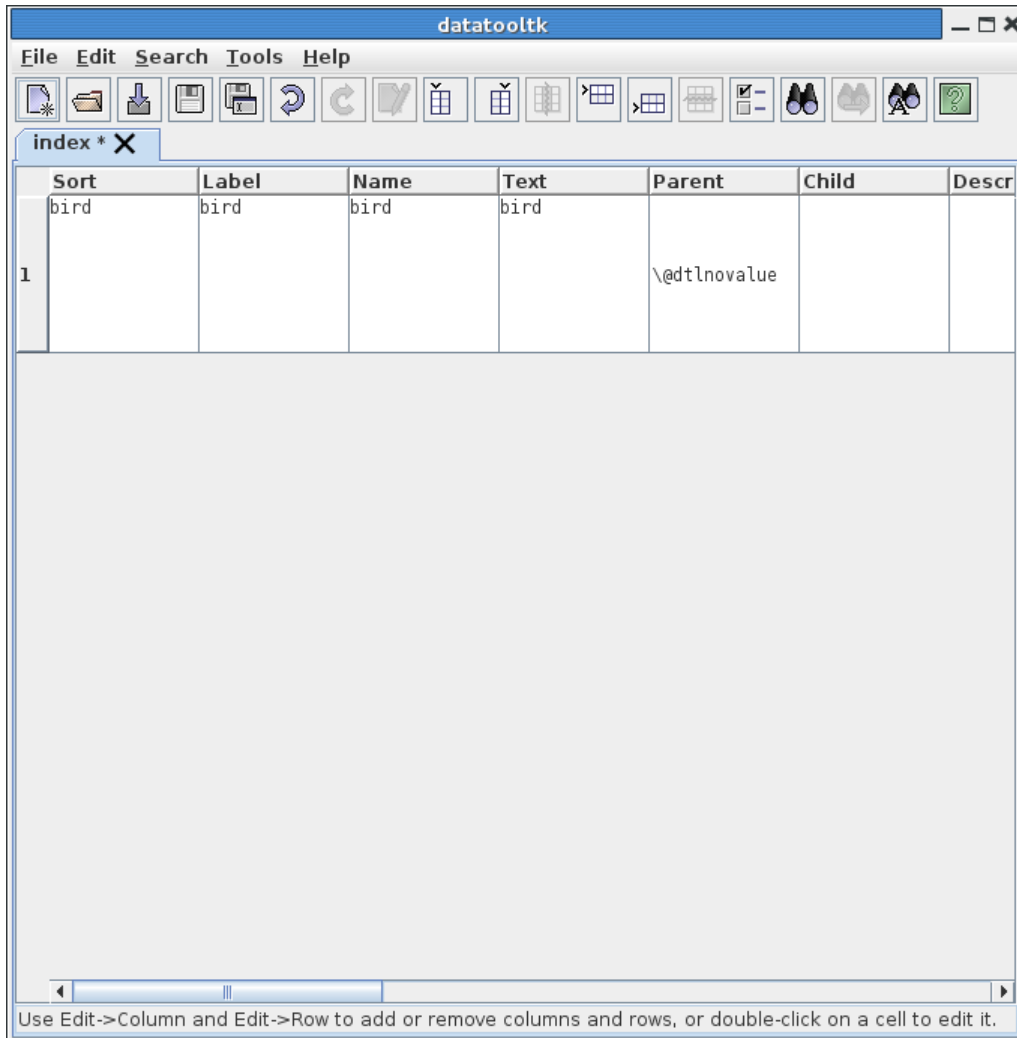 datatooltk
File Edit Search Tools Help
index *
Sort Label Name Text Parent Child Descr
bird bird bird bird
1 \@dtlnovalue
Use Edit->Column and Edit->Row to add or remove columns and rows, or double-click on a cell to edit it.